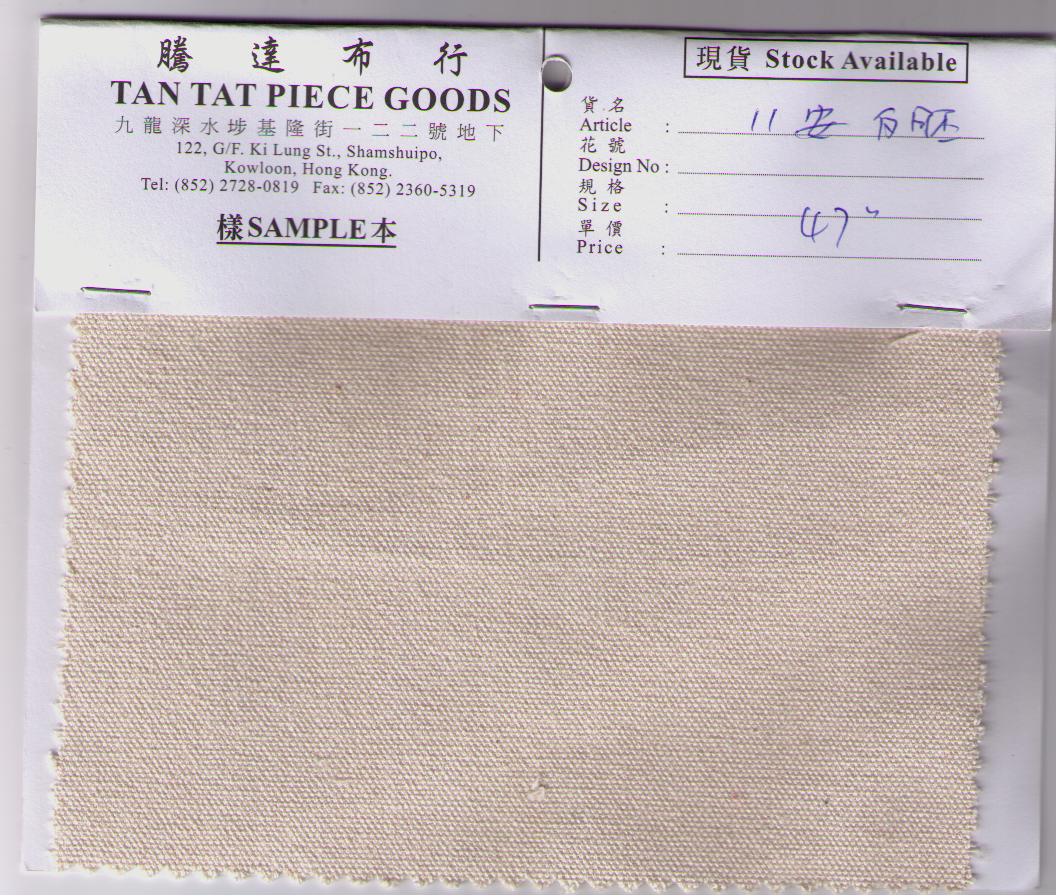 騰達布行
TAN TAT PIECE GOODS
九龍深水埗基隆街一二二號地下
122, G/F. Ki Lung St., Shamshuipo,
Kowloon, Hong Kong.
Tel: (852) 2728-0819 Fax: (852) 2360-5319
樣SAMPLE本
現貨 Stock Available
貨名
Article : 11安
花號
Design No :
規格
Size : 47"
單價
Price :